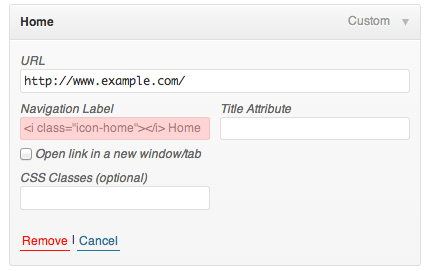 Home Custom
URL
http://www.example.com/
Navigation Label Title Attribute
<i class="icon-home"></i> Home
Open link in a new window/tab
CSS Classes (optional)
Remove | Cancel